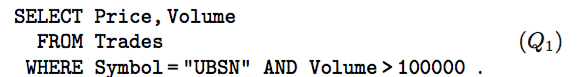 SELECT Price, Volume
FROM Trades (Q1)
WHERE Symbol = "UBSN" AND Volume > 100000 .